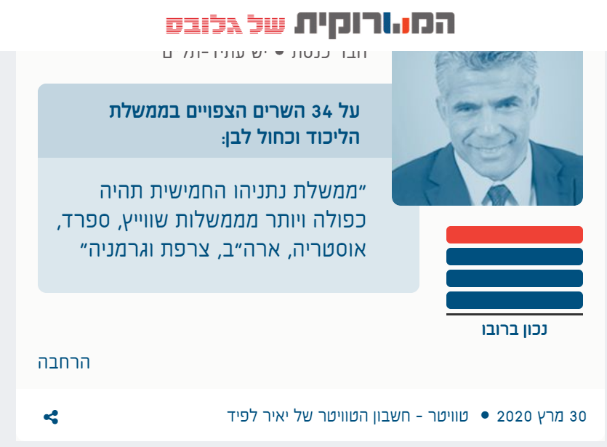 המשרוקית של גלובס
חבר כנסת • יש עתיד-תל"ם
על 34 השרים הצפויים בממשלת
הליכוד וכחול לבן:
"ממשלת נתניהו החמישית תהיה
כפולה ויותר מממשלות שווייץ, ספרד,
אוסטריה, ארה"ב, צרפת וגרמניה"
נכון ברובו
הרחבה
30 מרץ 2020 • טוויטר - חשבון הטוויטר של יאיר לפיד